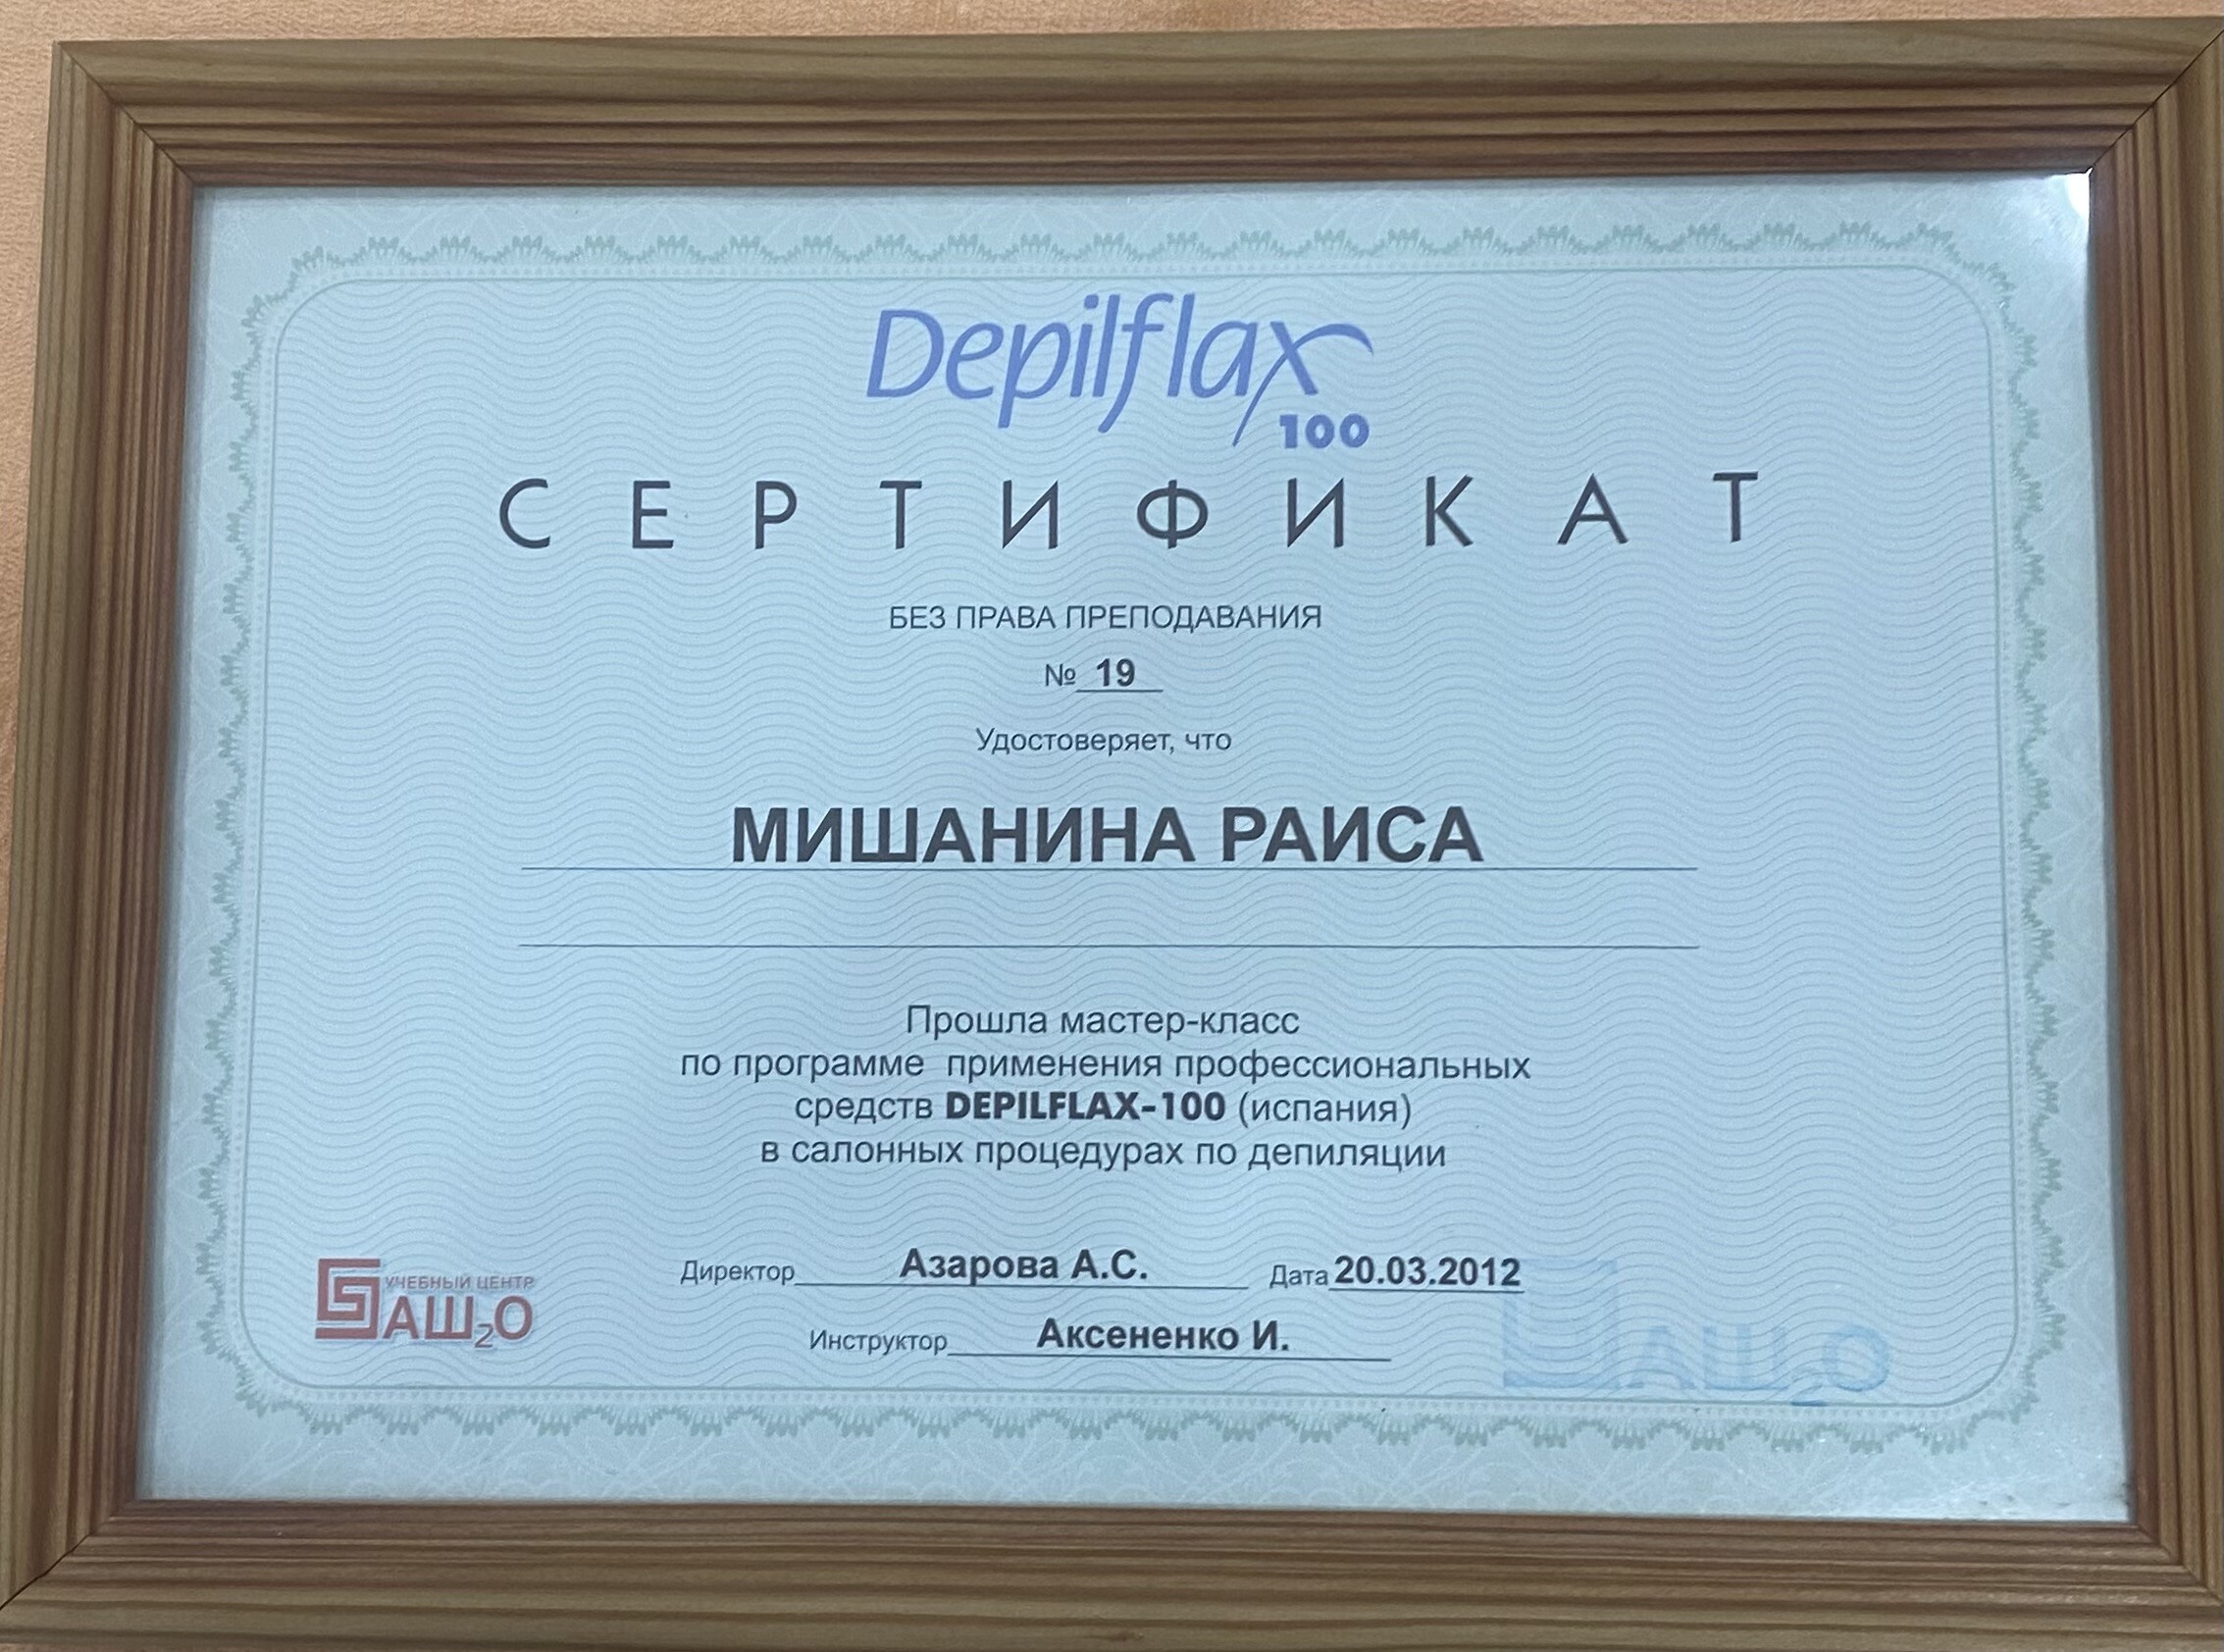 Depilflax
100
СЕРТИФИКАТ
БЕЗ ПРАВА ПРЕПОДАВАНИЯ
№ 19
Удостоверяет, что
МИШАНИНА РАИСА
Прошла мастер-класс
по программе применения профессиональных
средств DEPILFLAX-100 (испания)
в салонных процедурах по депиляции
Директор Азарова А.С. Дата 20.03.2012
Инструктор Аксененко И.
УЧЕБНЫЙ ЦЕНТР
БАШ2О
БАШ2О